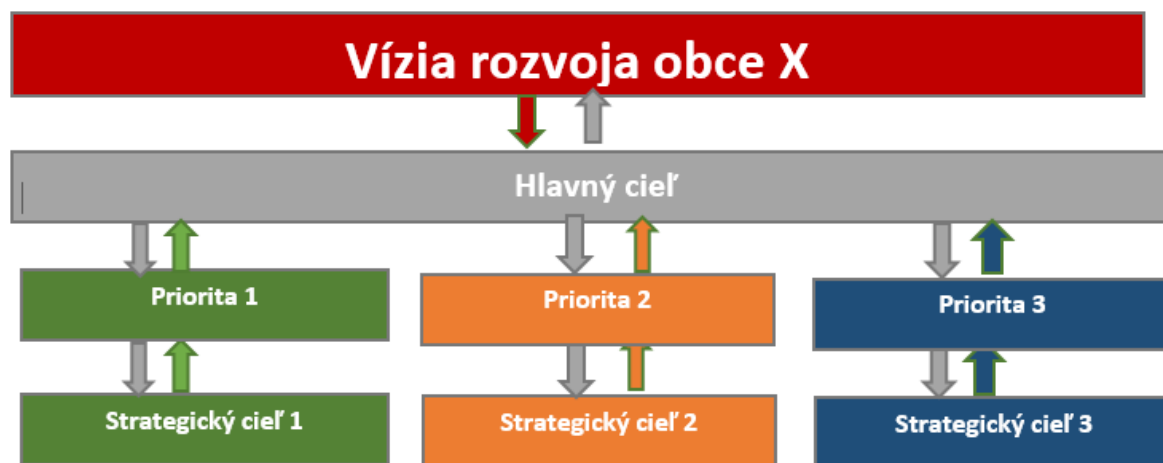 Vízia rozvoja obce X
Hlavný cieľ
Priorita 1
Priorita 2
Priorita 3
Strategický cieľ 1
Strategický cieľ 2
Strategický cieľ 3